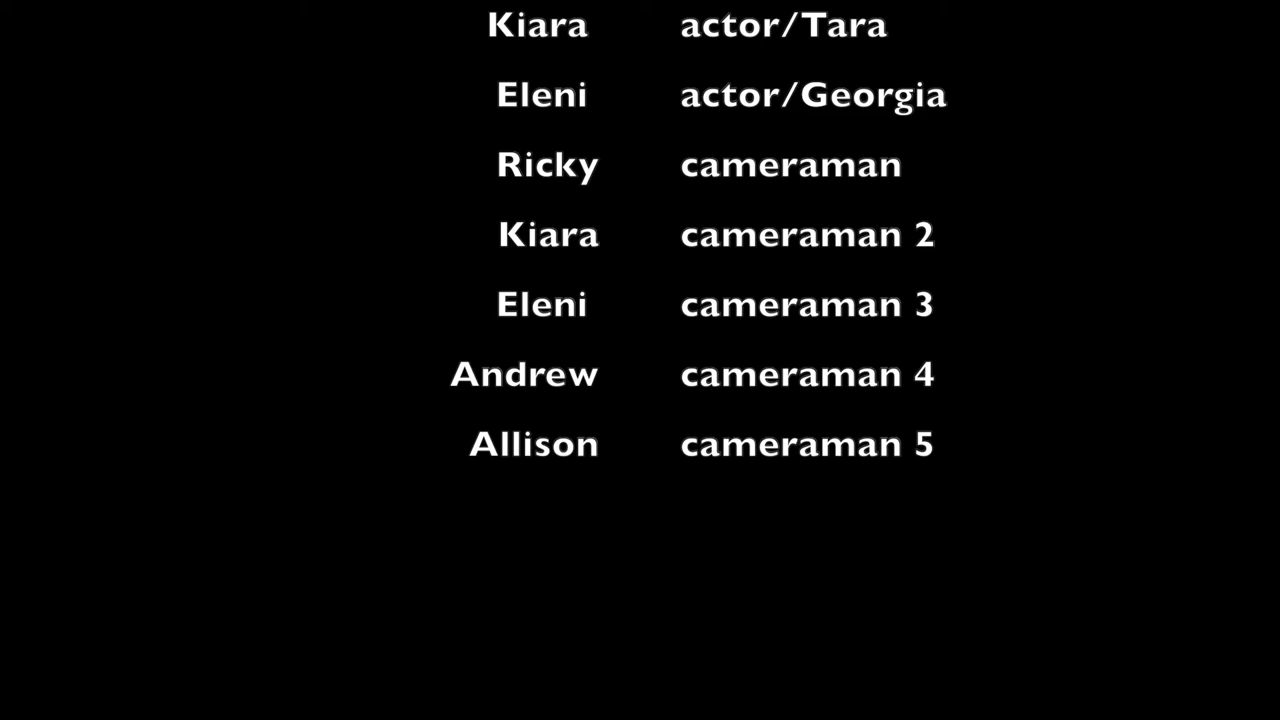 Kiara actor/Tara
Eleni actor/Georgia
Ricky cameraman
Kiara cameraman 2
Eleni cameraman 3
Andrew cameraman 4
Allison cameraman 5